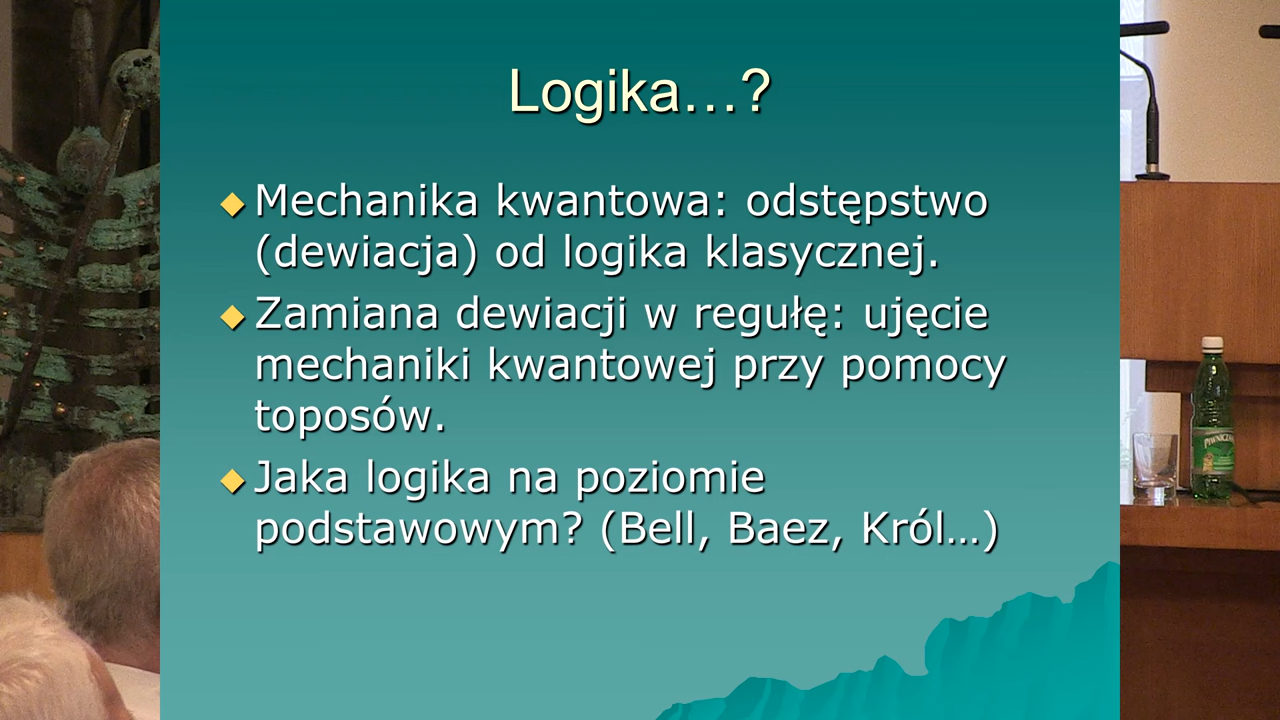 Logika…?
Mechanika kwantowa: odstępstwo
(dewiacja) od logika klasycznej.
Zamiana dewiacji w regułę: ujęcie
mechaniki kwantowej przy pomocy
toposów.
Jaka logika na poziomie
podstawowym? (Bell, Baez, Król…)